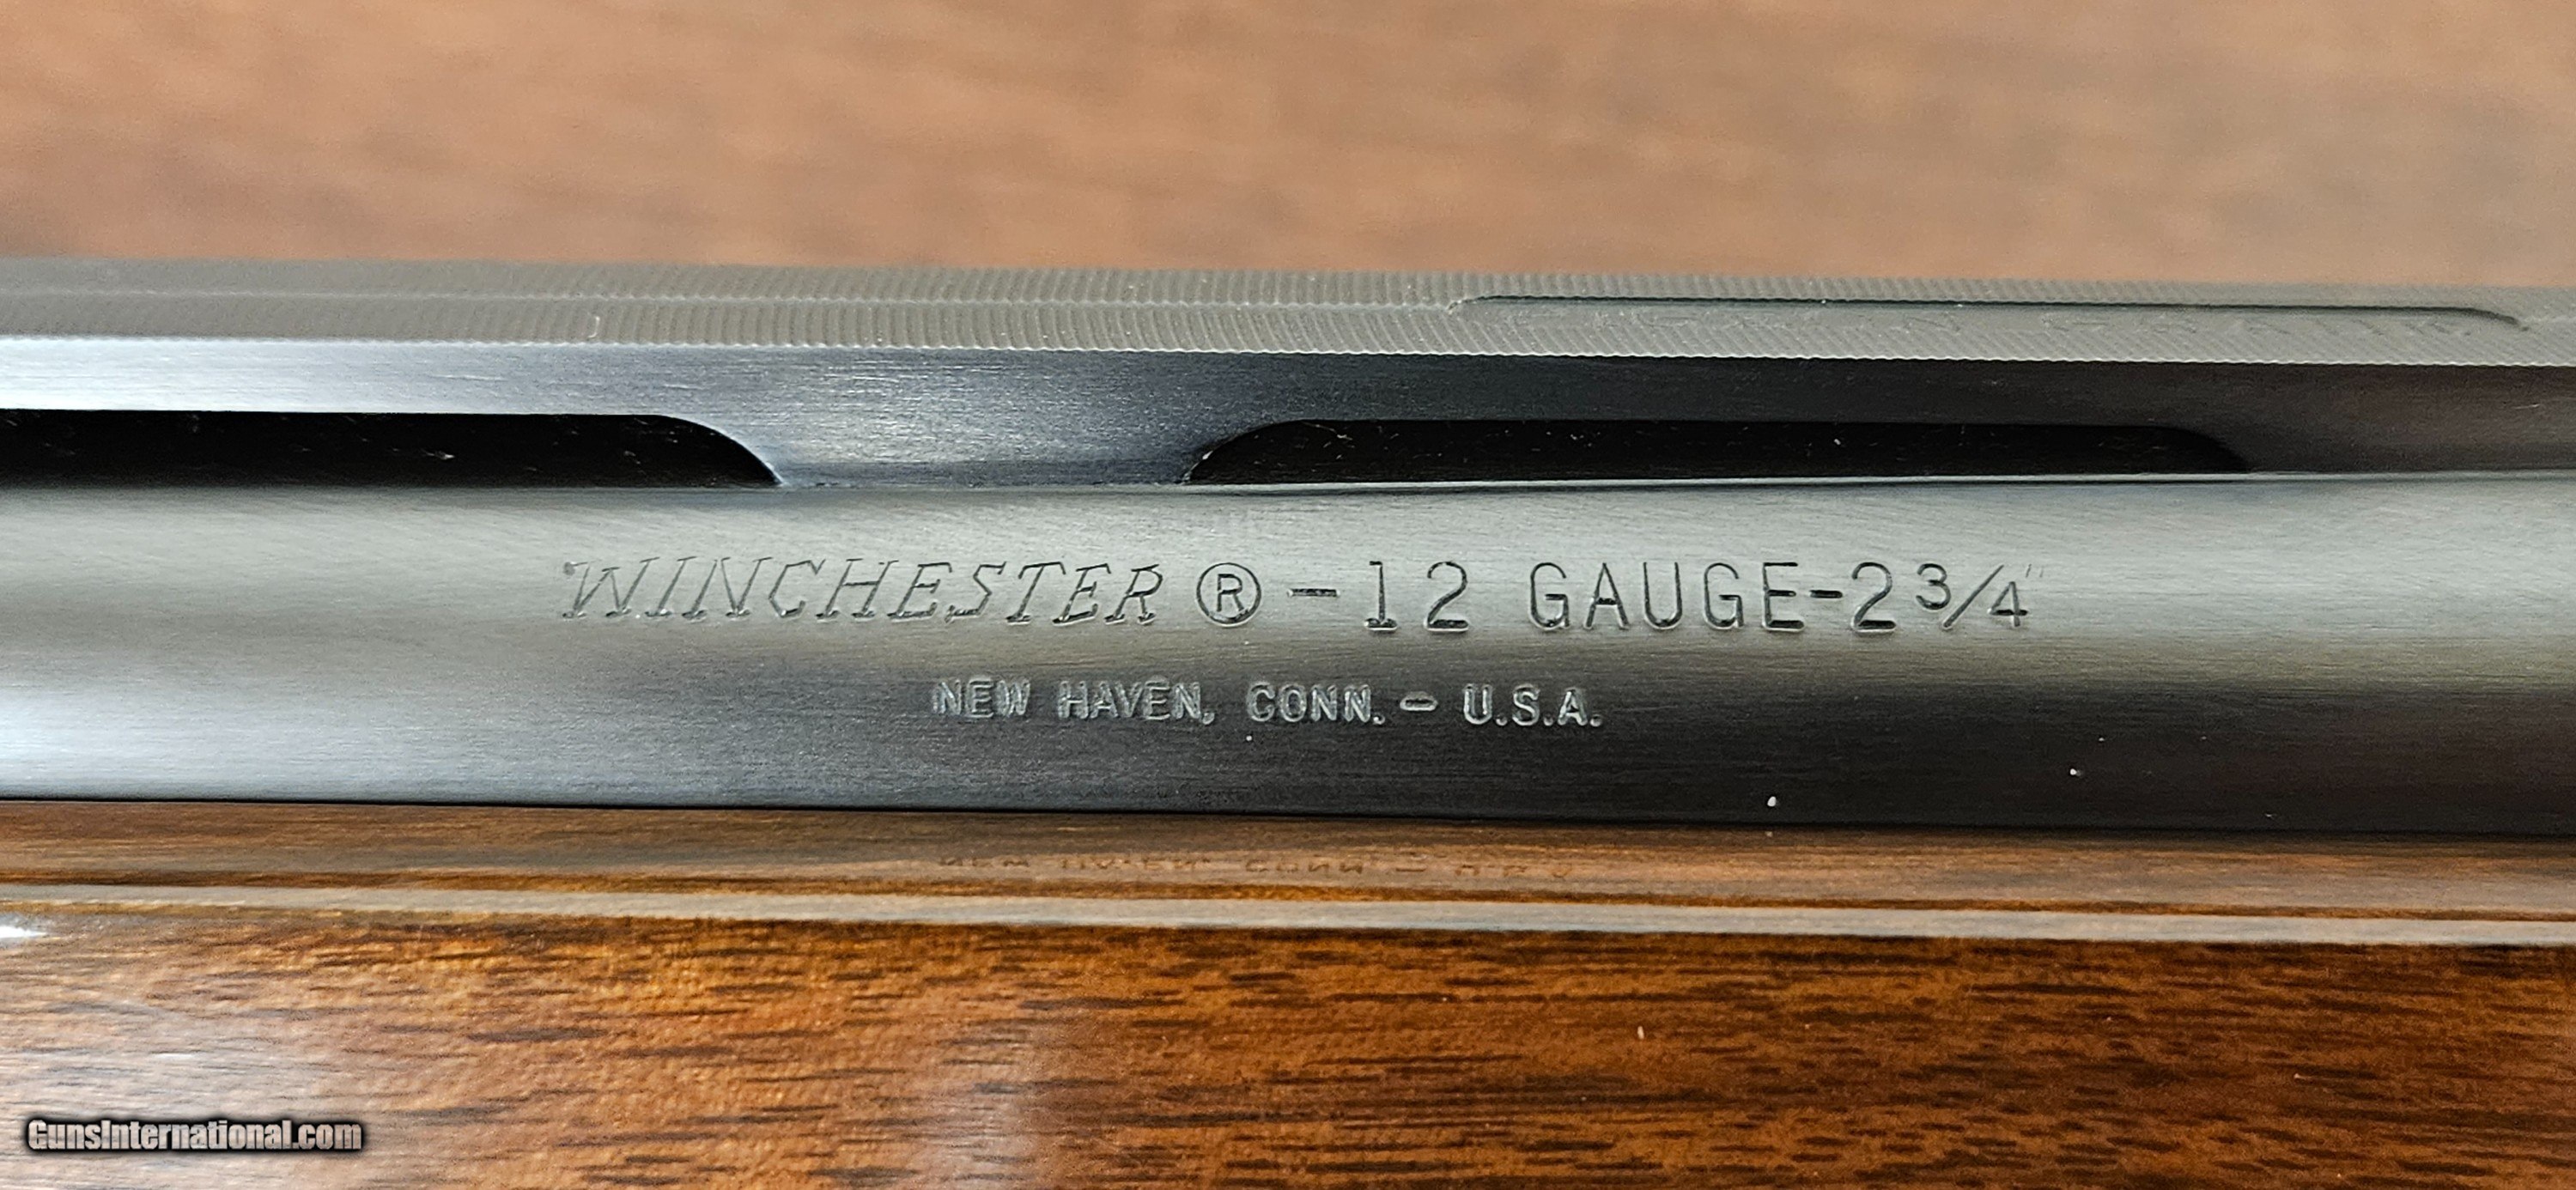 WINCHESTER ® -12 GAUGE-2 3/4"
NEW HAVEN, CONN. - U.S.A.
GunsInternational.com